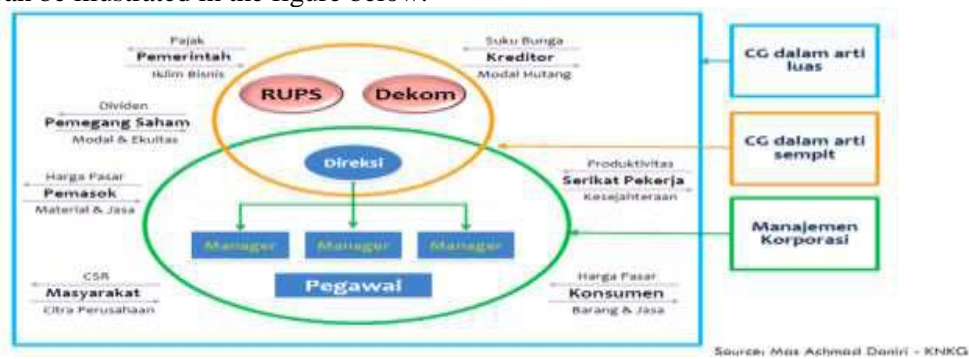 can be illustrated in the figure below.
Pajak
Pemerintah
Iklim Bisnis
Suku Bunga
Kreditor
Modal Hutang
CG dalam arti
luas
RUPS
Dekom
Dividen
Pemegang Saham
Modal & Ekuitas
CG dalam arti
sempit
Direksi
Produktivitas
Serikat Pekerja
Kesejahteraan
Harga Pasar
Pemasok
Material & Jasa
Manajemen
Korporasi
Manager
Manager
Manager
Pegawai
CSR
Masyarakat
Citra Perusahaan
Harga Pasar
Konsumen
Barang & Jasa
Source: Mas Achmad Daniri - KNKG